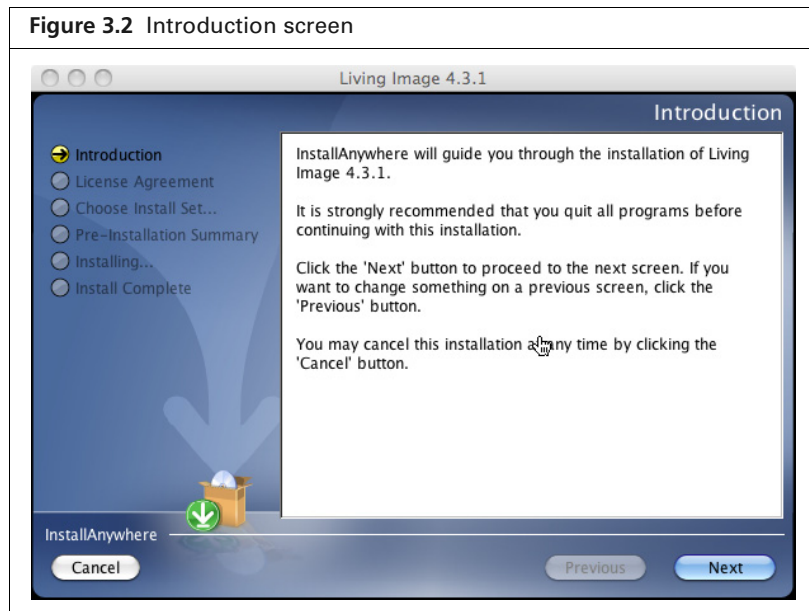 Figure 3.2 Introduction screen
Living Image 4.3.1
Introduction
Introduction
License Agreement
Choose Install Set...
Pre-Installation Summary
Installing...
Install Complete
InstallAnywhere will guide you through the installation of Living
Image 4.3.1.
It is strongly recommended that you quit all programs before
continuing with this installation.
Click the 'Next' button to proceed to the next screen. If you
want to change something on a previous screen, click the
'Previous' button.
You may cancel this installation at any time by clicking the
'Cancel' button.
InstallAnywhere
Cancel
Previous
Next